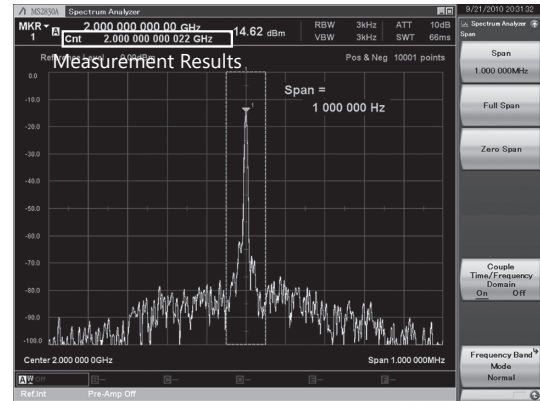 MS2830A Spectrum Analyzer
9/21/2010 20:31:32
MKR 1
A
2.000 000 000 00 GHz
Cnt 2.000 000 000 022 GHz
-14.62 dBm
RBW 3kHz
VBW 3kHz
ATT 10dB
SWT 66ms
Spectrum Analyzer
Span
Reference Level 0.00dBm
Measurement Results
Pos & Neg 10001 points
Span
1.000 000MHz
Full Span
Zero Span
Couple
Time/Frequency
Domain
On Off
Frequency Band
Mode
Normal
Span =
1 000 000 Hz
1
0.0
-10.0
-20.0
-30.0
-40.0
-50.0
-60.0
-70.0
-80.0
-90.0
-100.0
Center 2.000 000 0GHz
Span 1.000 000MHz
Ref.Int
Pre-Amp Off